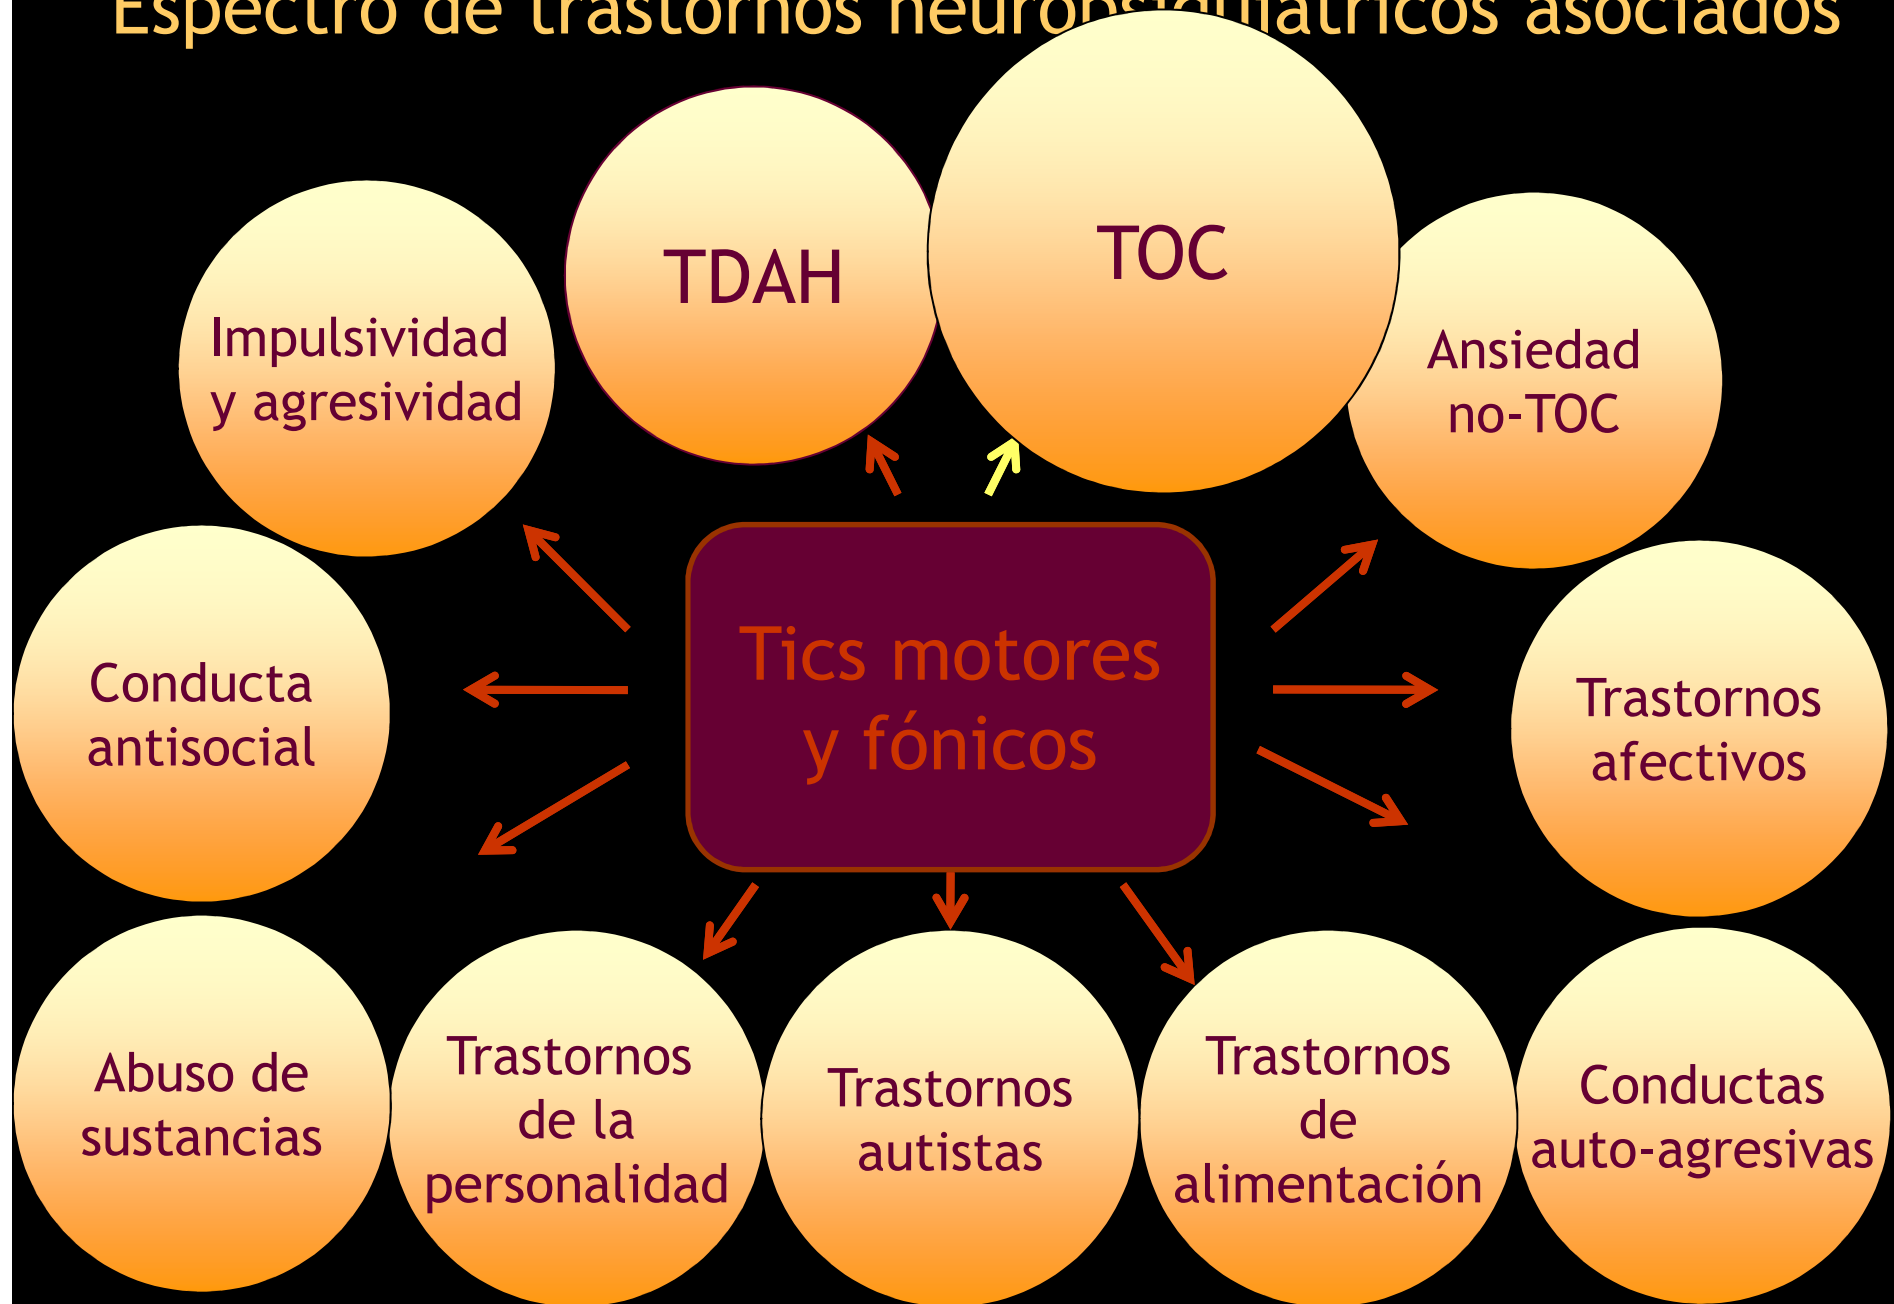 Espectro de trastornos neuropsiquiátricos asociados
TDAH
TOC
Impulsividad
y agresividad
Ansiedad
no-TOC
Tics motores
y fónicos
Conducta
antisocial
Trastornos
afectivos
Abuso de
sustancias
Trastornos
de la
personalidad
Trastornos
autistas
Trastornos
de
alimentación
Conductas
auto-agresivas